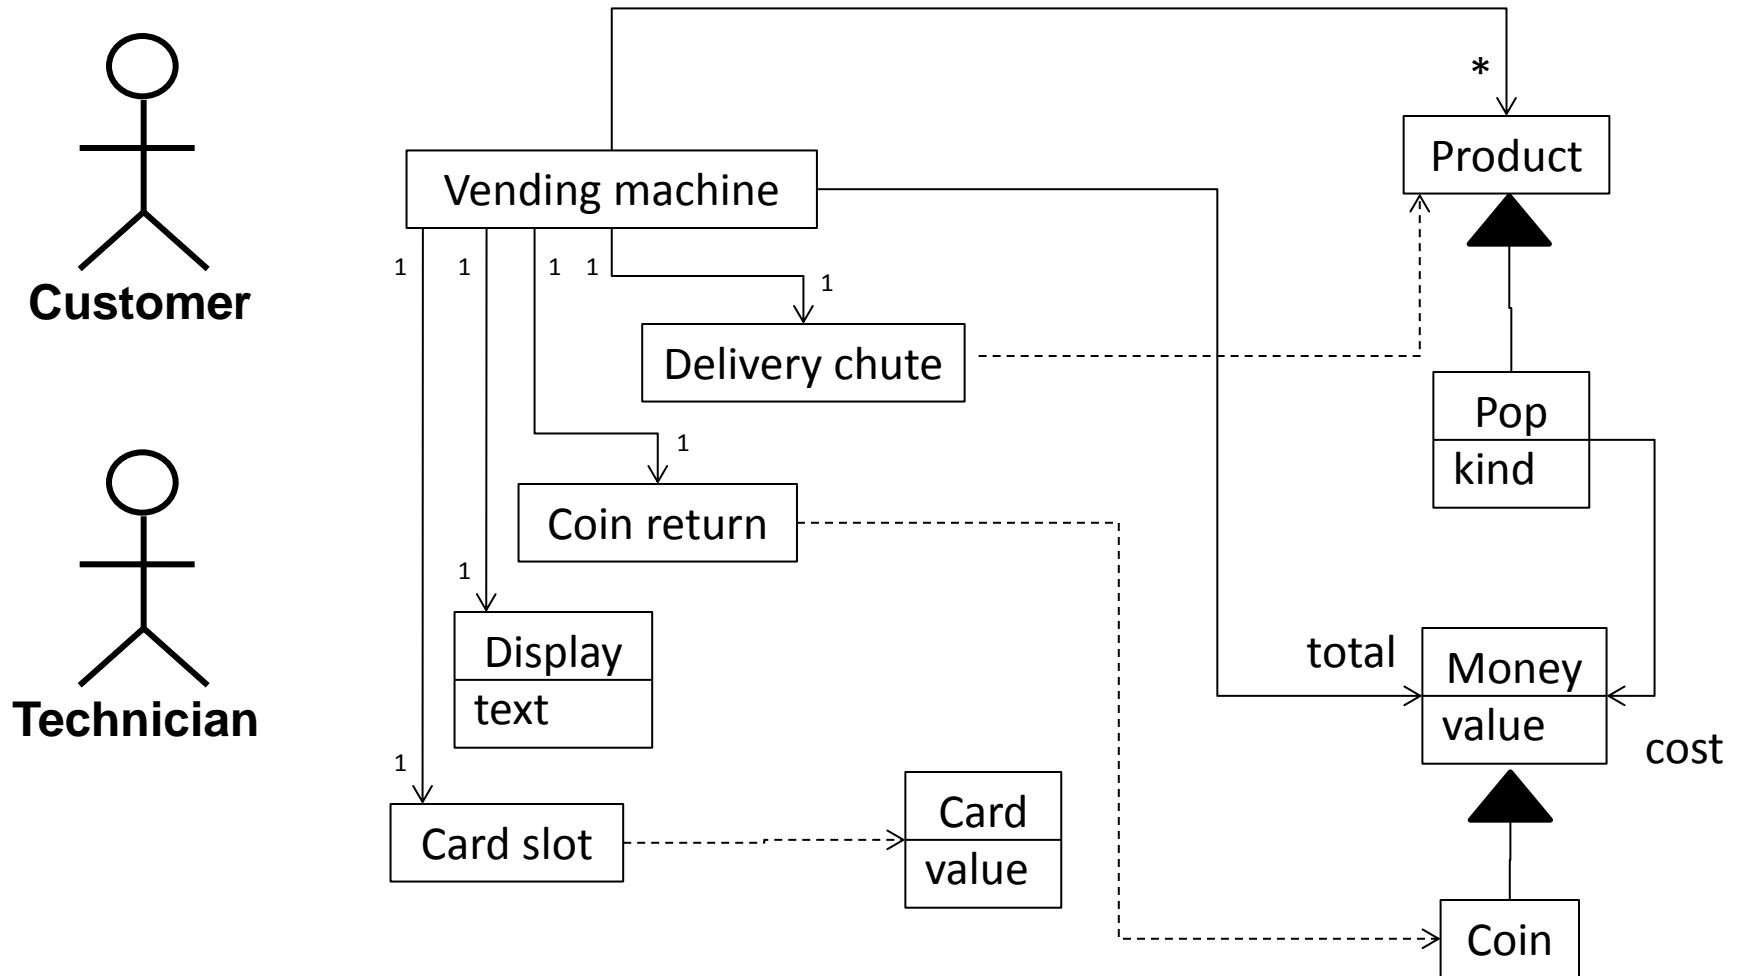 *
Product
Vending machine
1
1
1
1
1
Customer
Delivery chute
Pop
kind
1
Coin return
1
Display
text
total
Money
value
cost
Technician
1
Card slot
Card
value
Coin